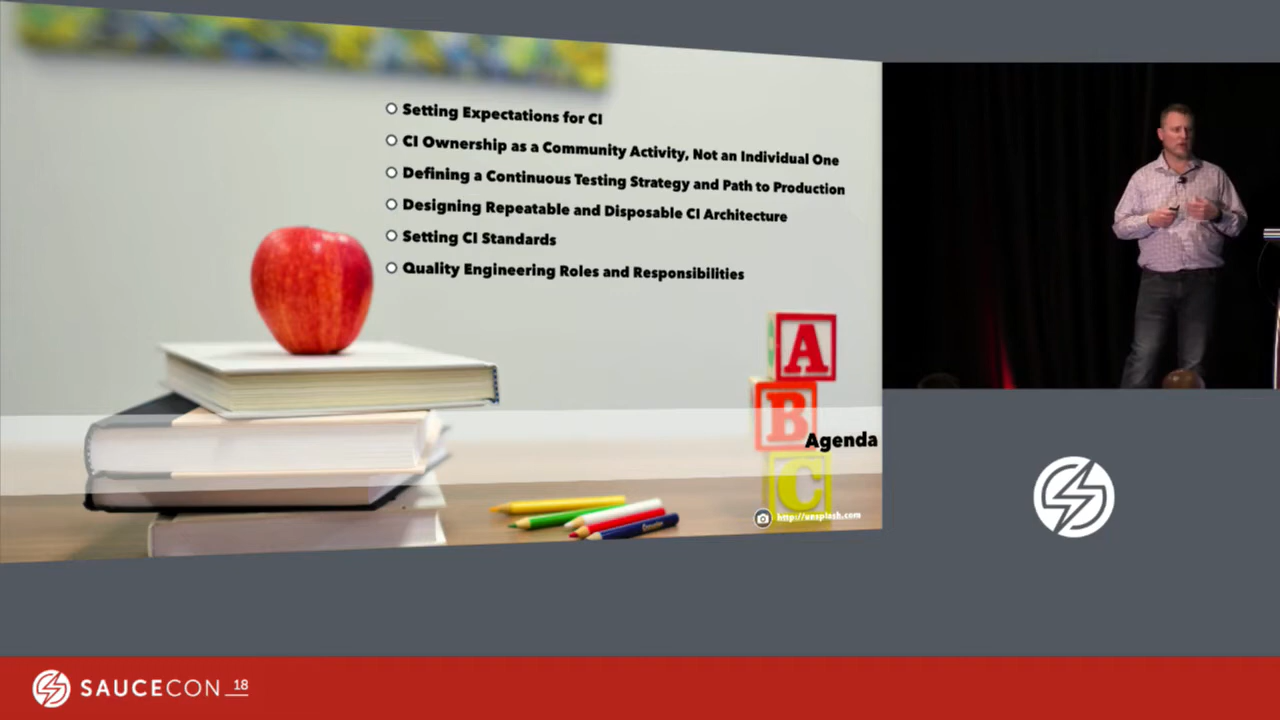 Setting Expectations for CI
CI Ownership as a Community Activity, Not an Individual One
Defining a Continuous Testing Strategy and Path to Production
Designing Repeatable and Disposable CI Architecture
Setting CI Standards
Quality Engineering Roles and Responsibilities
A
B
Agenda
C
http://unsplash.com
SAUCECON 18